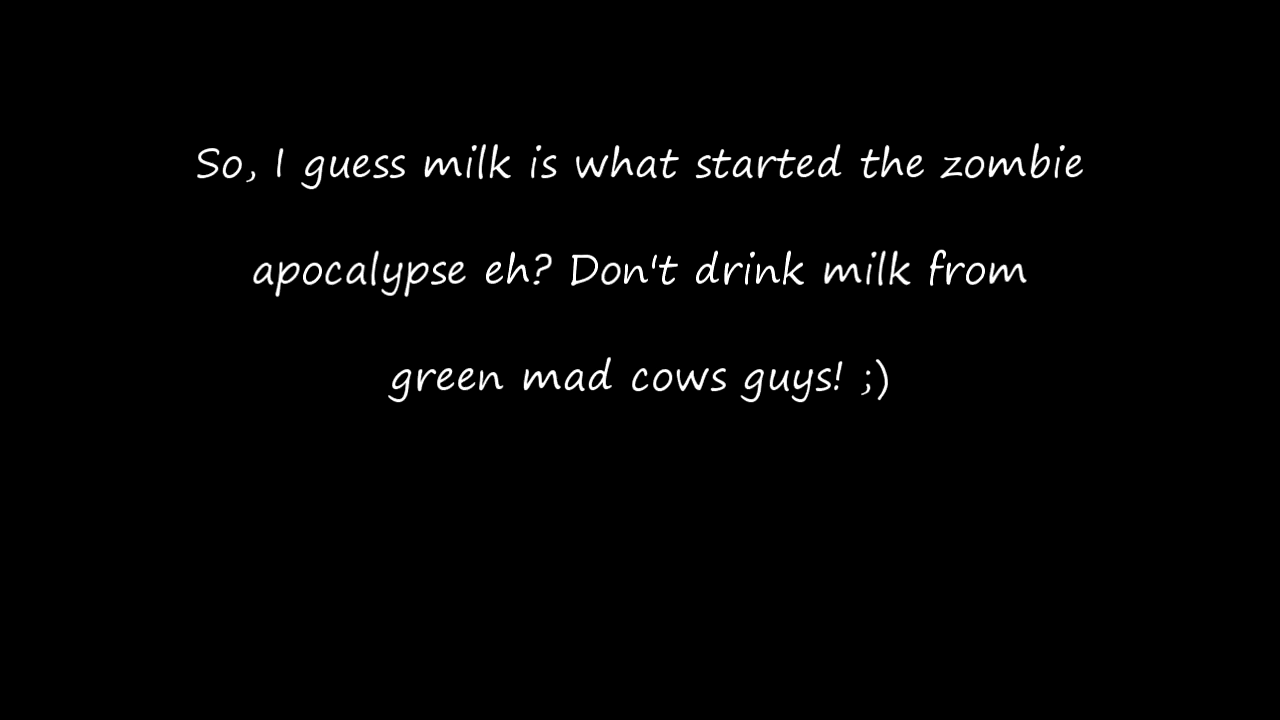 So, I guess milk is what started the zombie
apocalypse eh? Don't drink milk from
green mad cows guys! ;)